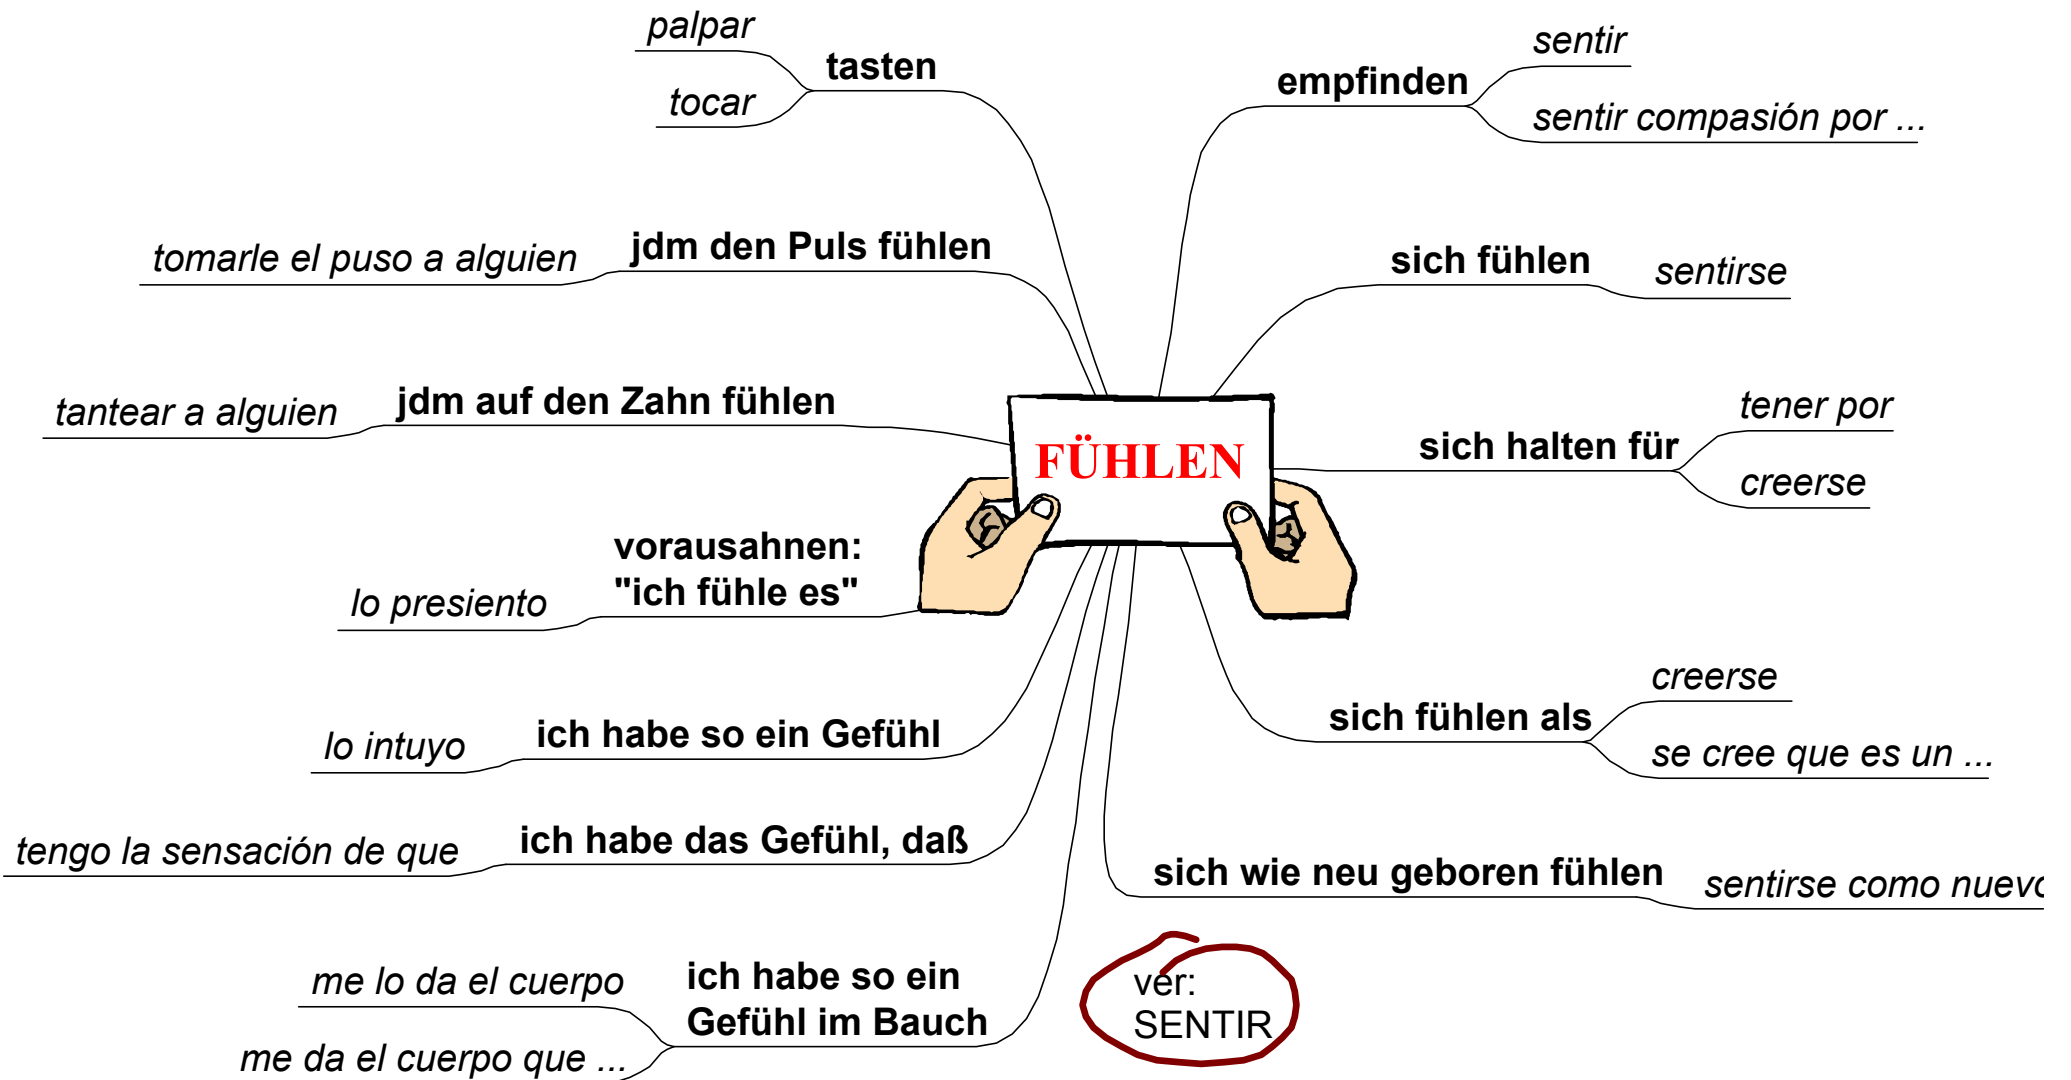 palpar
tasten
tocar
jdm den Puls fühlen
tomarle el puso a alguien
jdm auf den Zahn fühlen
tantear a alguien
vorausahnen:
"ich fühle es"
lo presiento
ich habe so ein Gefühl
lo intuyo
ich habe das Gefühl, daß
tengo la sensación de que
ich habe so ein
Gefühl im Bauch
me lo da el cuerpo
me da el cuerpo que ...
FÜHLEN
empfinden
sentir
sentir compasión por ...
sich fühlen
sentirse
sich halten für
tener por
creerse
sich fühlen als
creerse
se cree que es un ...
sich wie neu geboren fühlen
sentirse como nuevo
ver:
SENTIR